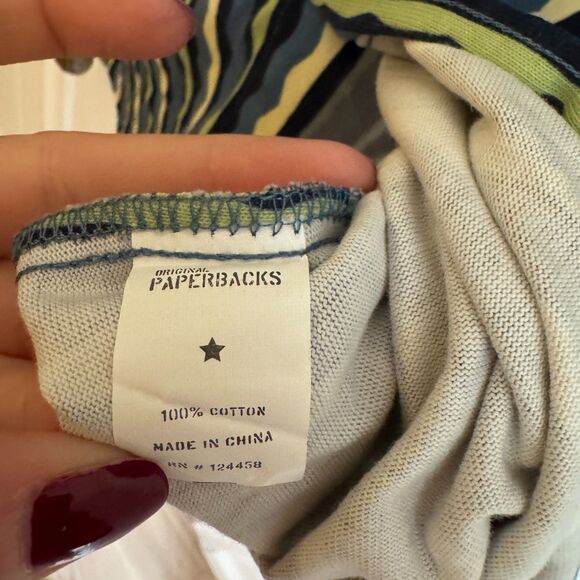 ORIGINAL
PAPERBACKS
100% COTTON
MADE IN CHINA
RN # 124458